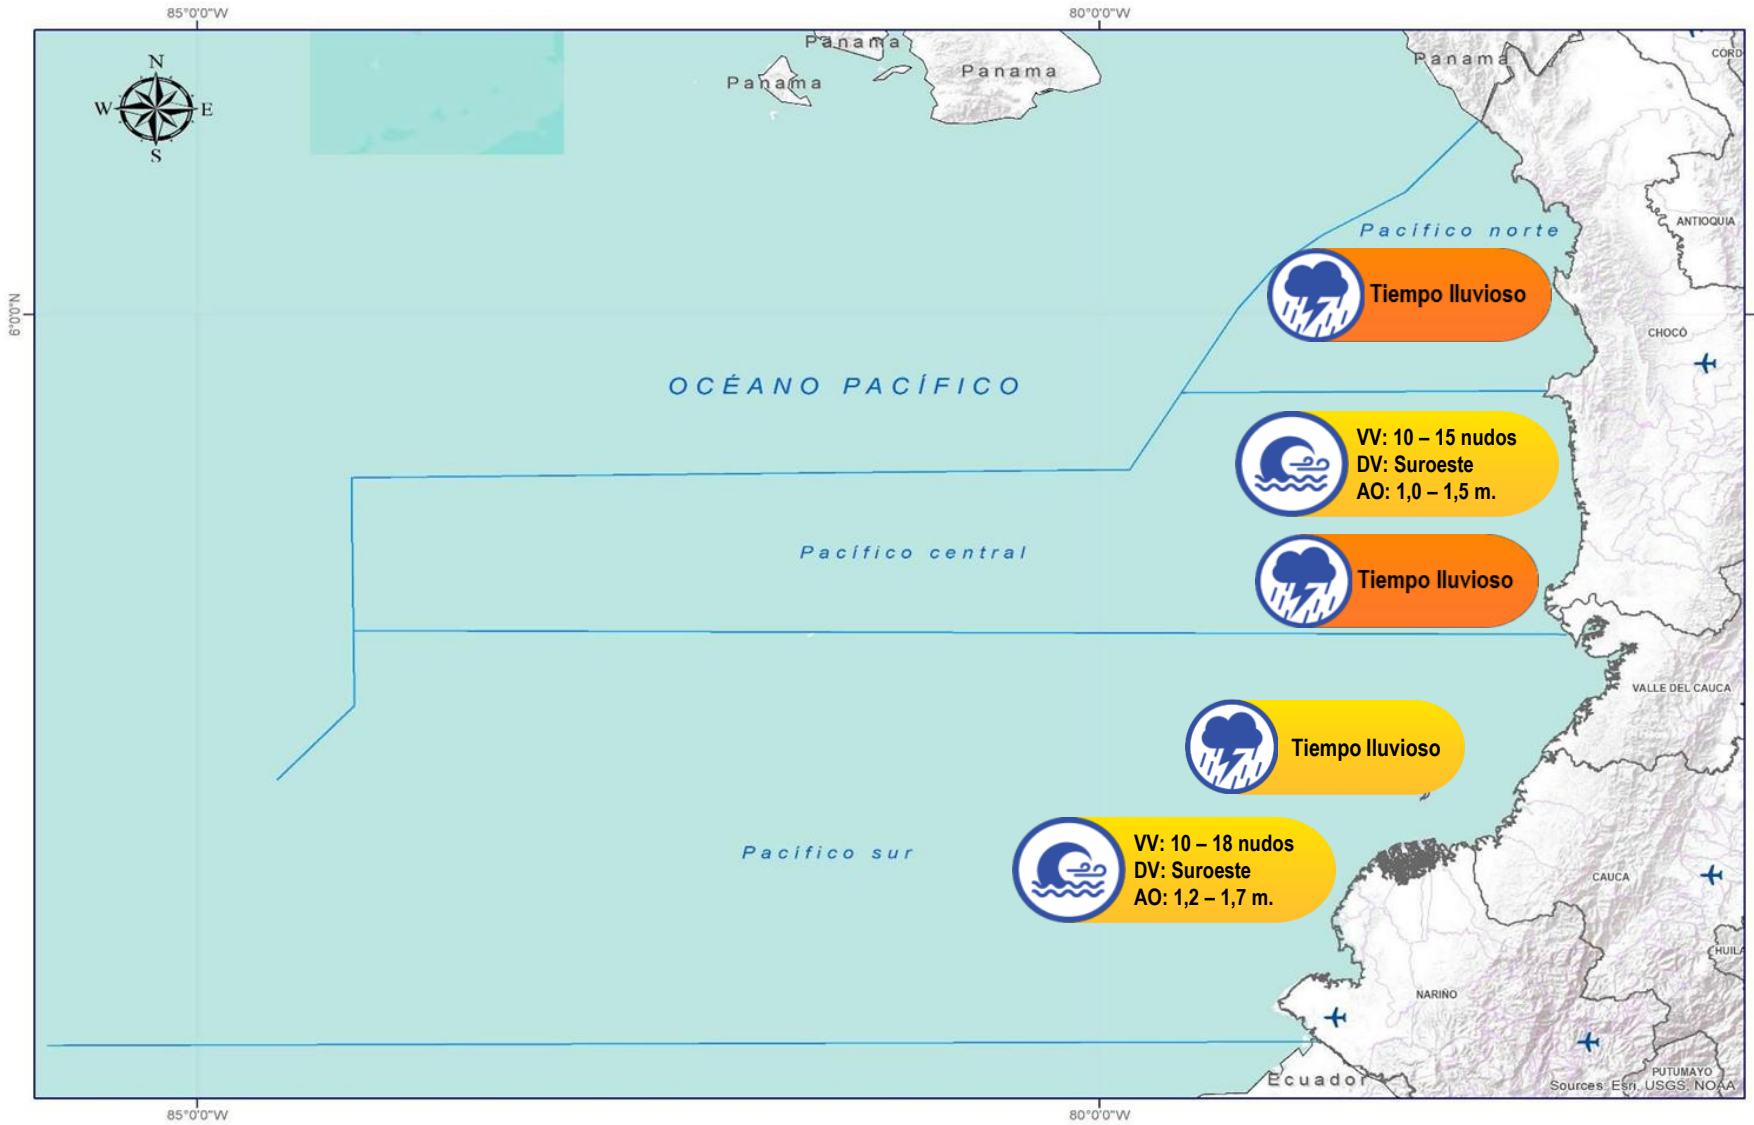 85°0'0"W
80°0'0"W
N
W
E
S
Panama
Panama
Panama
Panama
CÓRD
ANTIOQUIA
Pacífico norte
Tiempo lluvioso
6°0'0"N
CHOCÓ
OCÉANO PACÍFICO
VV: 10 – 15 nudos
DV: Suroeste
AO: 1,0 – 1,5 m.
Pacífico central
Tiempo lluvioso
VALLE DEL CAUCA
Tiempo lluvioso
Pacífico sur
VV: 10 – 18 nudos
DV: Suroeste
AO: 1,2 – 1,7 m.
CAUCA
HUILA
NARIÑO
PUTUMAYO
Ecuador
Sources: Esri, USGS, NOAA
85°0'0"W
80°0'0"W